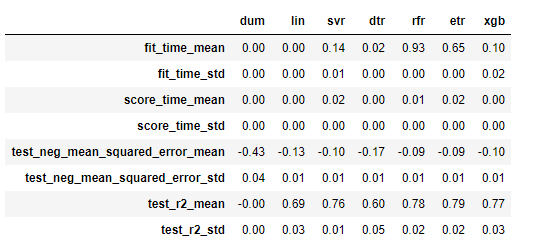 dum lin svr dtr rfr etr xgb
fit_time_mean 0.00 0.00 0.14 0.02 0.93 0.65 0.10
fit_time_std 0.00 0.00 0.01 0.00 0.00 0.00 0.02
score_time_mean 0.00 0.00 0.02 0.00 0.01 0.02 0.00
score_time_std 0.00 0.00 0.00 0.00 0.00 0.00 0.00
test_neg_mean_squared_error_mean -0.43 -0.13 -0.10 -0.17 -0.09 -0.09 -0.10
test_neg_mean_squared_error_std 0.04 0.01 0.01 0.01 0.01 0.01 0.01
test_r2_mean -0.00 0.69 0.76 0.60 0.78 0.79 0.77
test_r2_std 0.00 0.03 0.01 0.05 0.02 0.02 0.03